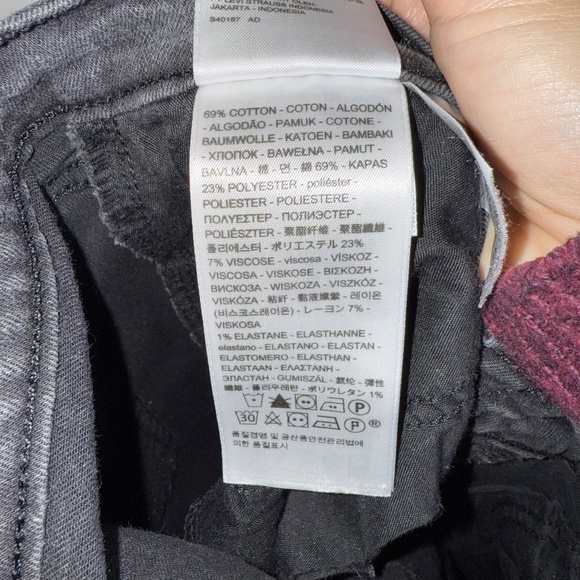 LEVI STRAUSS INDONESIA
JAKARTA - INDONESIA
S40187 AD
69% COTTON - COTON - ALGODÓN
- ALGODÃO - PAMUK - COTONE -
BAUMWOLLE - KATOEN - BAMBAKI
- ХЛОПОК - BAWEŁNA - PAMUT -
BAVLNA - 棉 - 면 - 綿 69% - KAPAS
23% POLYESTER - poliéster -
POLIESTER - POLIESTERE -
ΠΟΛΥΕΣΤΕΡ - ПОЛИЭСТЕР -
POLIÉSZTER - 聚酯纤维 - 聚酯纖維
- 폴리에스터 - ポリエステル 23%
7% VISCOSE - viscosa - VİSKOZ -
VISCOSA - VISKOSE - ΒΙΣΚΟΖΗ -
ВИСКОЗА - WISKOZA - VISZKÓZ -
VISKÓZA - 粘纤 - 黏液嫘縈 - 레이온
(비스코스레이온) - レーヨン 7% -
VISKOSA
1% ELASTANE - ELASTHANNE -
elastano - ELASTANO - ELASTAN -
ELASTOMERO - ELASTHAN -
ELASTAAN - ΕΛΑΣΤΑΝΗ -
ЭЛАСТАН - GUMISZÁL - 氨纶 - 彈性
纖維 - 폴리우레탄 - ポリウレタン 1%
P
30 P ®
품질경영 및 공산품안전관리법에
의한 품질표시